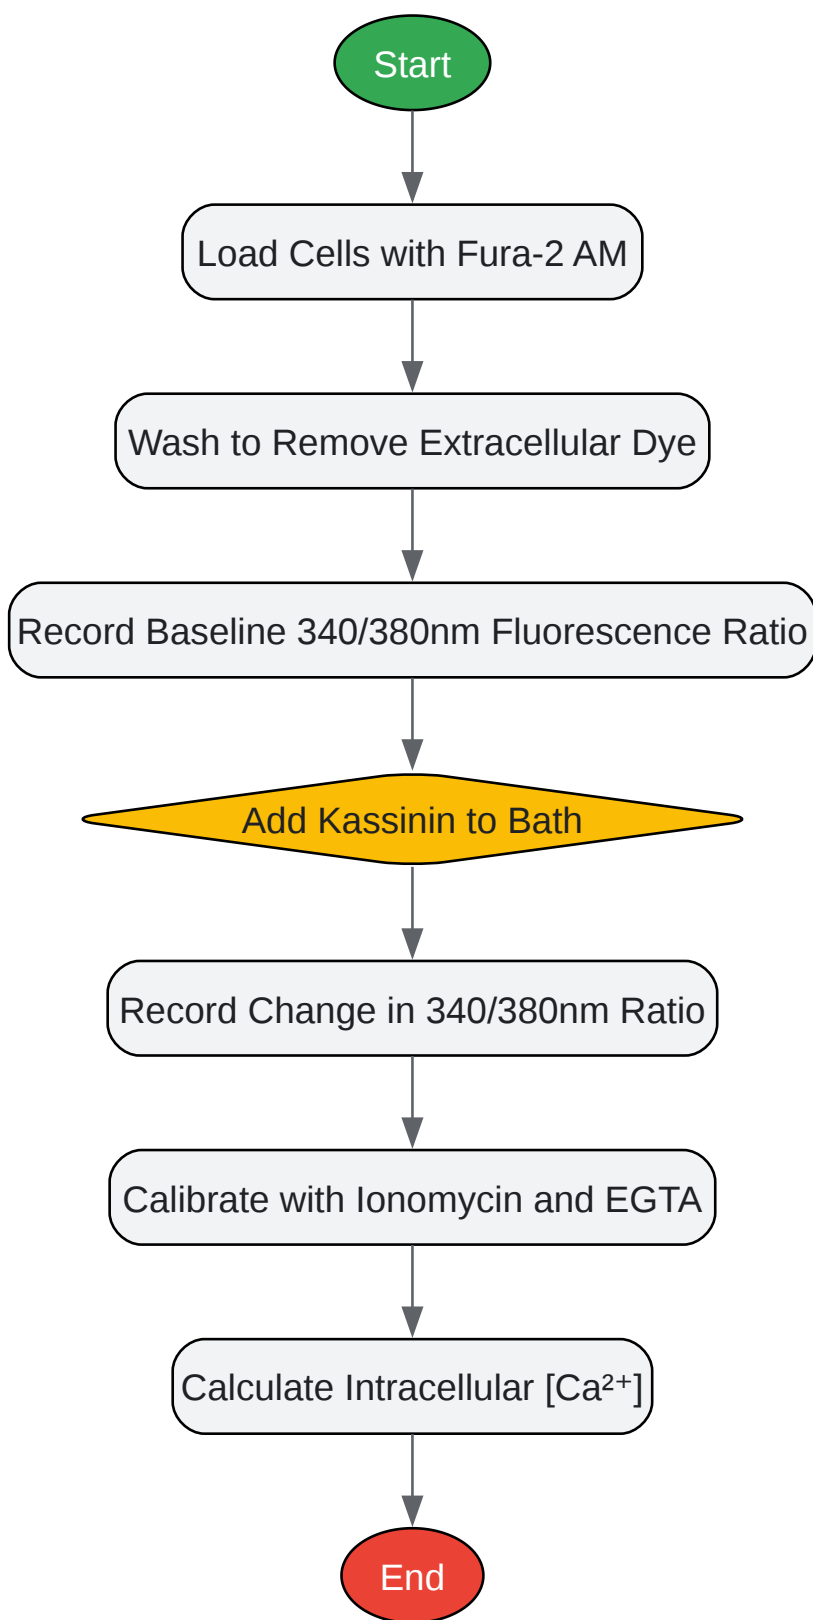 Start
Load Cells with Fura-2 AM
Wash to Remove Extracellular Dye
Record Baseline 340/380nm Fluorescence Ratio
Add Kassinin to Bath
Record Change in 340/380nm Ratio
Calibrate with Ionomycin and EGTA
Calculate Intracellular [Ca²⁺]
End